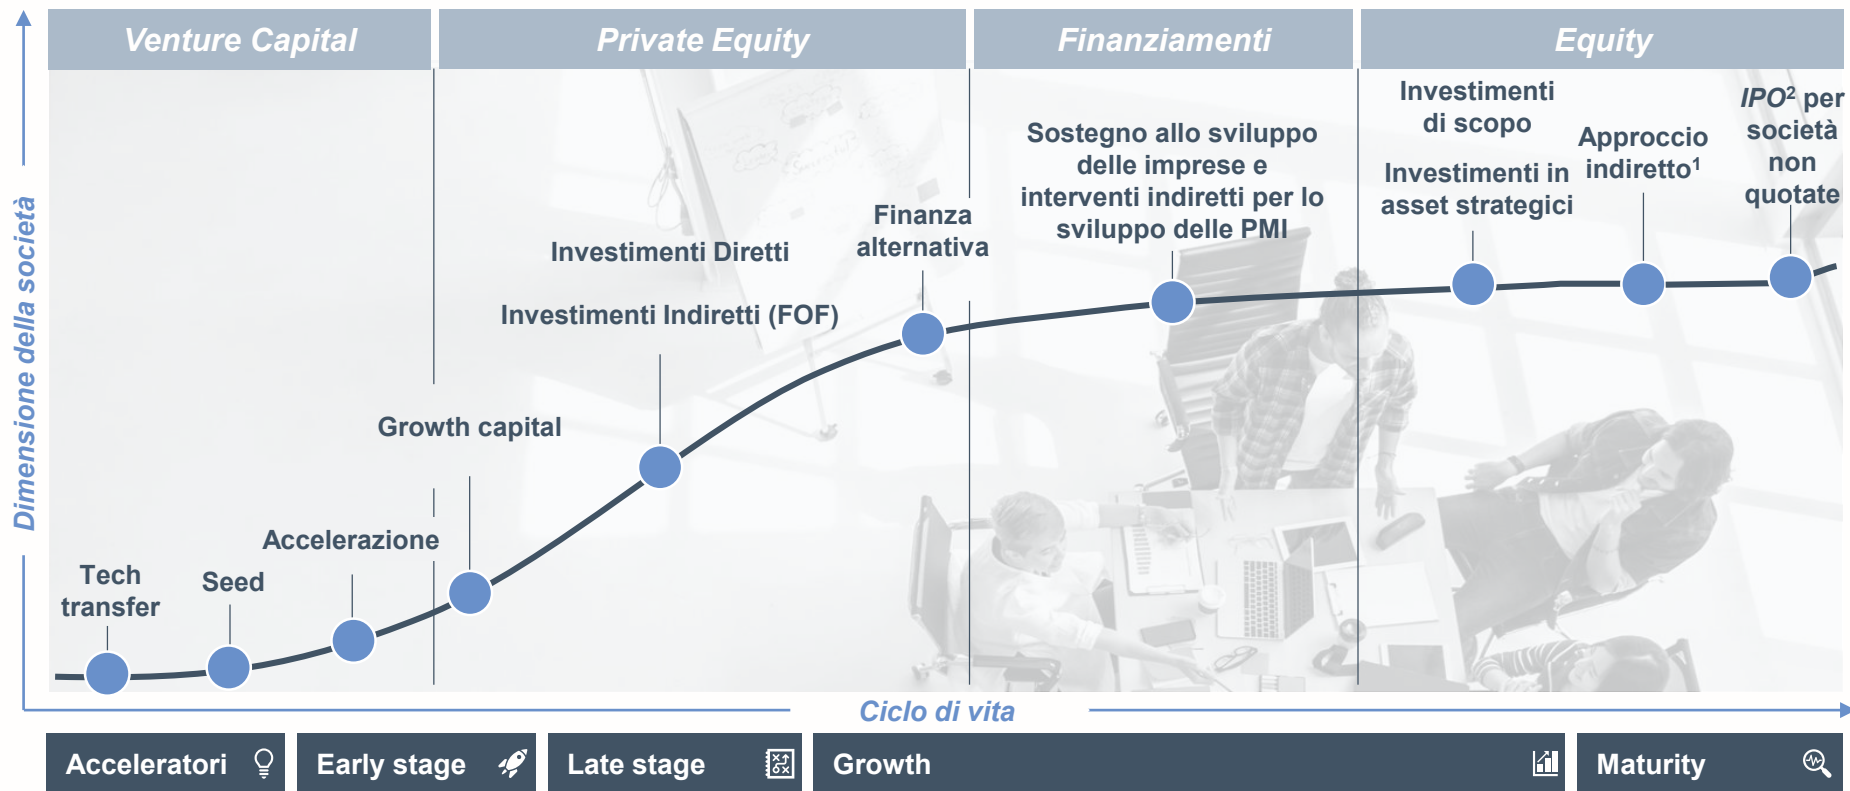 Venture Capital
Private Equity
Finanziamenti
Equity
Dimensione della società
Tech
transfer
Seed
Accelerazione
Growth capital
Investimenti Diretti
Investimenti Indiretti (FOF)
Finanza
alternativa
Sostegno allo sviluppo
delle imprese e
interventi indiretti per lo
sviluppo delle PMI
Investimenti
di scopo
Investimenti in
asset strategici
Approccio
indiretto¹
IPO² per
società
non
quotate
Ciclo di vita
Acceleratori
Early stage
Late stage
Growth
Maturity